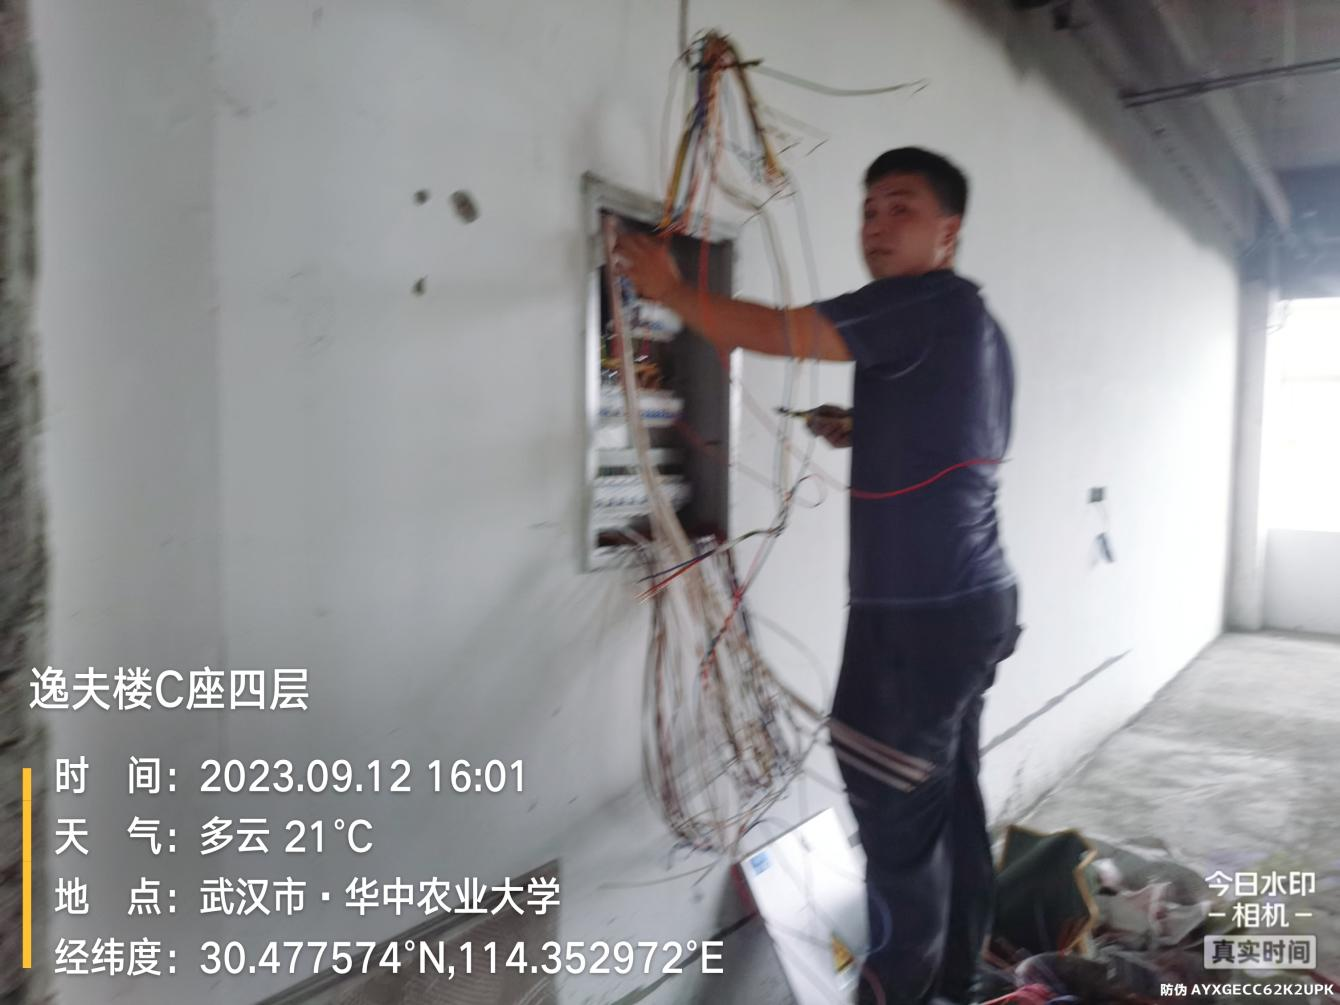 逸夫楼C座四层
时 间：2023.09.12 16:01
天 气：多云 21℃
地 点：武汉市·华中农业大学
经纬度：30.477574°N,114.352972°E
今日水印
-相机-
真实时间
防伪 AYXGECC62K2UPK